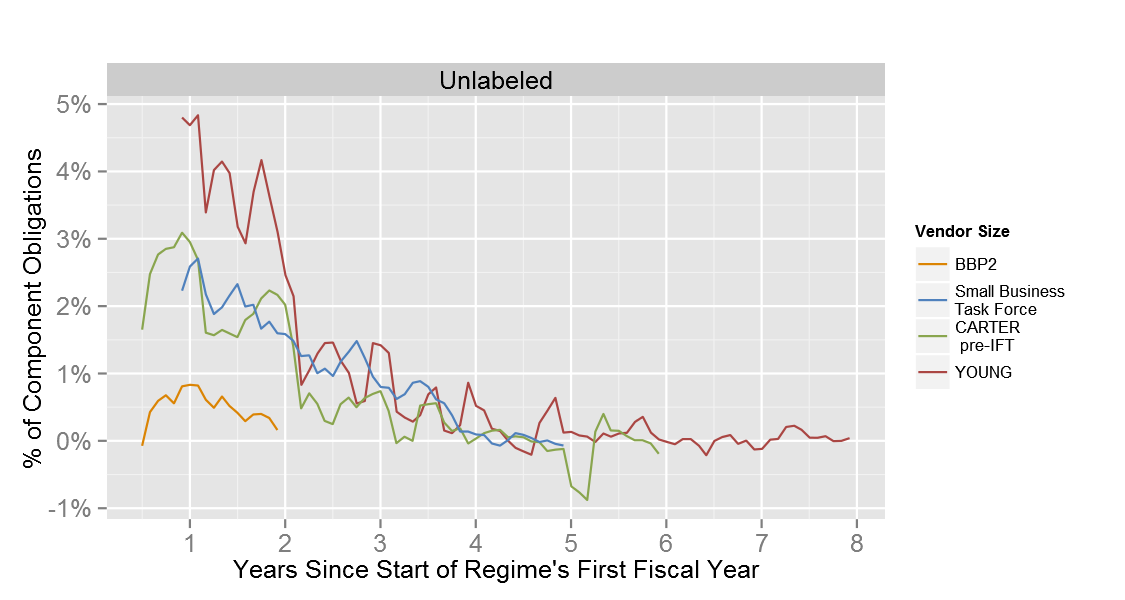 Unlabeled
5%
4%
3%
2%
1%
0%
-1%
% of Component Obligations
1 2 3 4 5 6 7 8
Years Since Start of Regime's First Fiscal Year
Vendor Size
BBP2
Small Business
Task Force
CARTER
pre-IFT
YOUNG